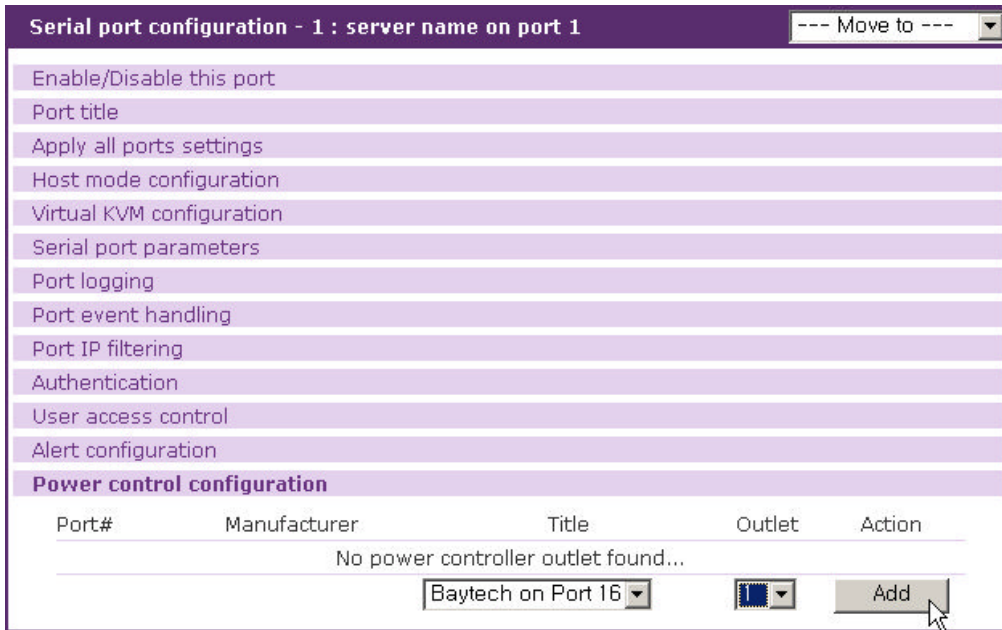 Serial port configuration - 1 : server name on port 1 --- Move to ---
Enable/Disable this port
Port title
Apply all ports settings
Host mode configuration
Virtual KVM configuration
Serial port parameters
Port logging
Port event handling
Port IP filtering
Authentication
User access control
Alert configuration
Power control configuration
Port# Manufacturer Title Outlet Action
No power controller outlet found...
Baytech on Port 16 1 Add